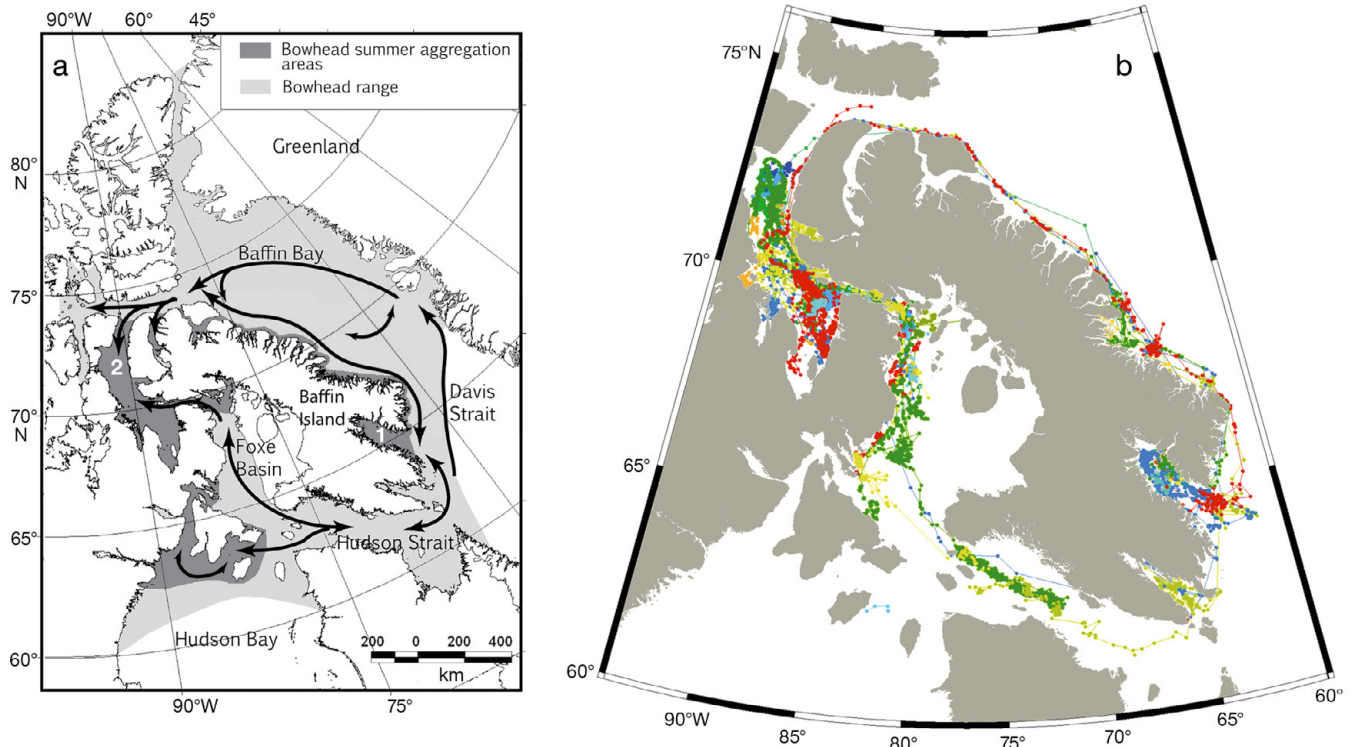 90°W 60° 45°
a
Bowhead summer aggregation
areas
Bowhead range
Greenland
80°
N
Baffin Bay
75°
2
Baffin
Island
Davis
Strait
1
70°
N
Foxe
Basin
65°
Hudson Strait
Hudson Bay
200 0 200 400
km
60°
90°W 75°
75°N
b
70°
65°
60°
60°
90°W
85°
80°
75°
70°
65°